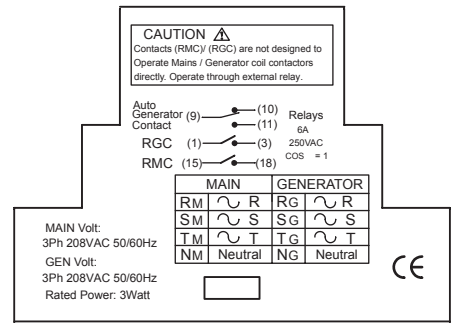 CAUTION ⚠
Contacts (RMC)/ (RGC) are not designed to
Operate Mains / Generator coil contactors
directly. Operate through external relay.
Auto
Generator (9) (10)
Contact (11)
Relays
6A
250VAC
COS = 1
RGC (1) (3)
RMC (15) (18)
MAIN GENERATOR
RM R RG R
SM S SG S
TM T TG T
NM Neutral NG Neutral
MAIN Volt:
3Ph 208VAC 50/60Hz
GEN Volt:
3Ph 208VAC 50/60Hz
Rated Power: 3Watt
CE